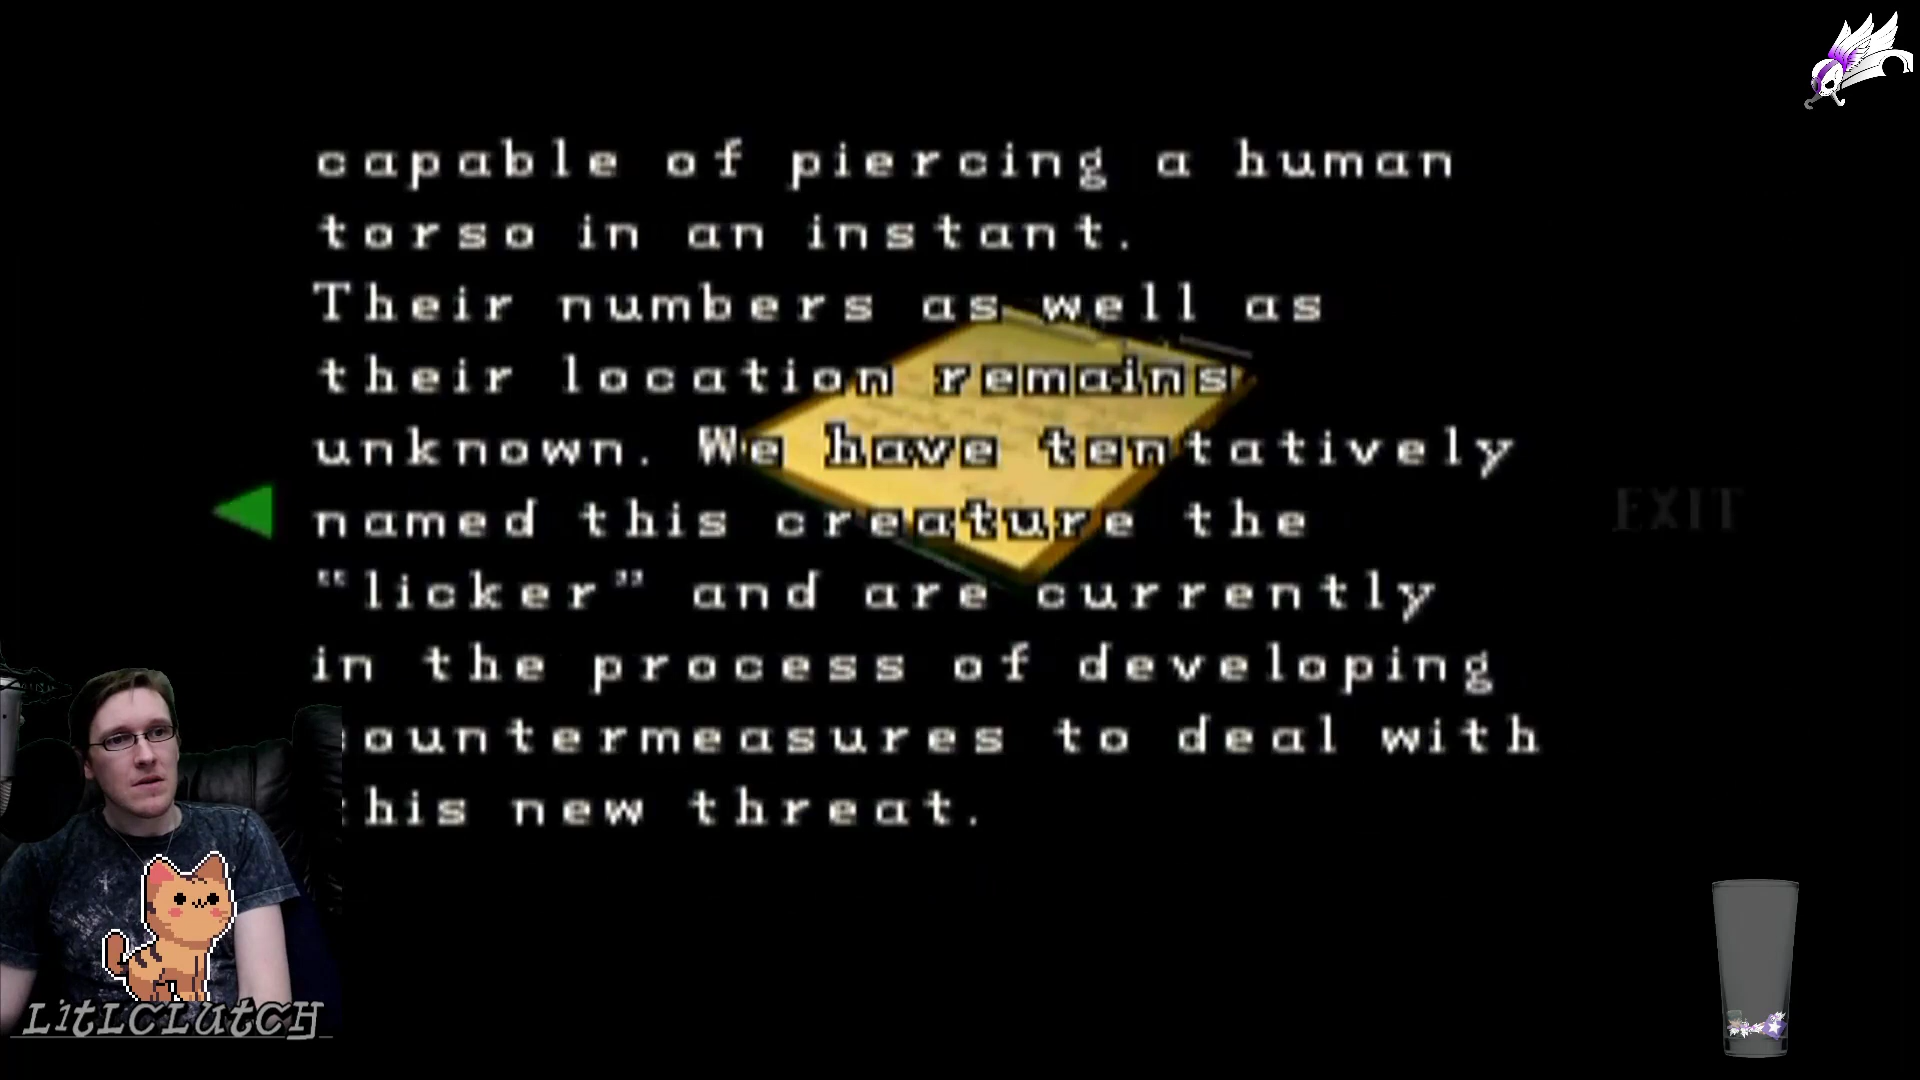 capable of piercing a human
torso in an instant.
Their numbers as well as
their location remains
unknown. We have tentatively
named this creature the
“licker” and are currently
in the process of developing
countermeasures to deal with
this new threat.
EXIT
LitLCLutCH